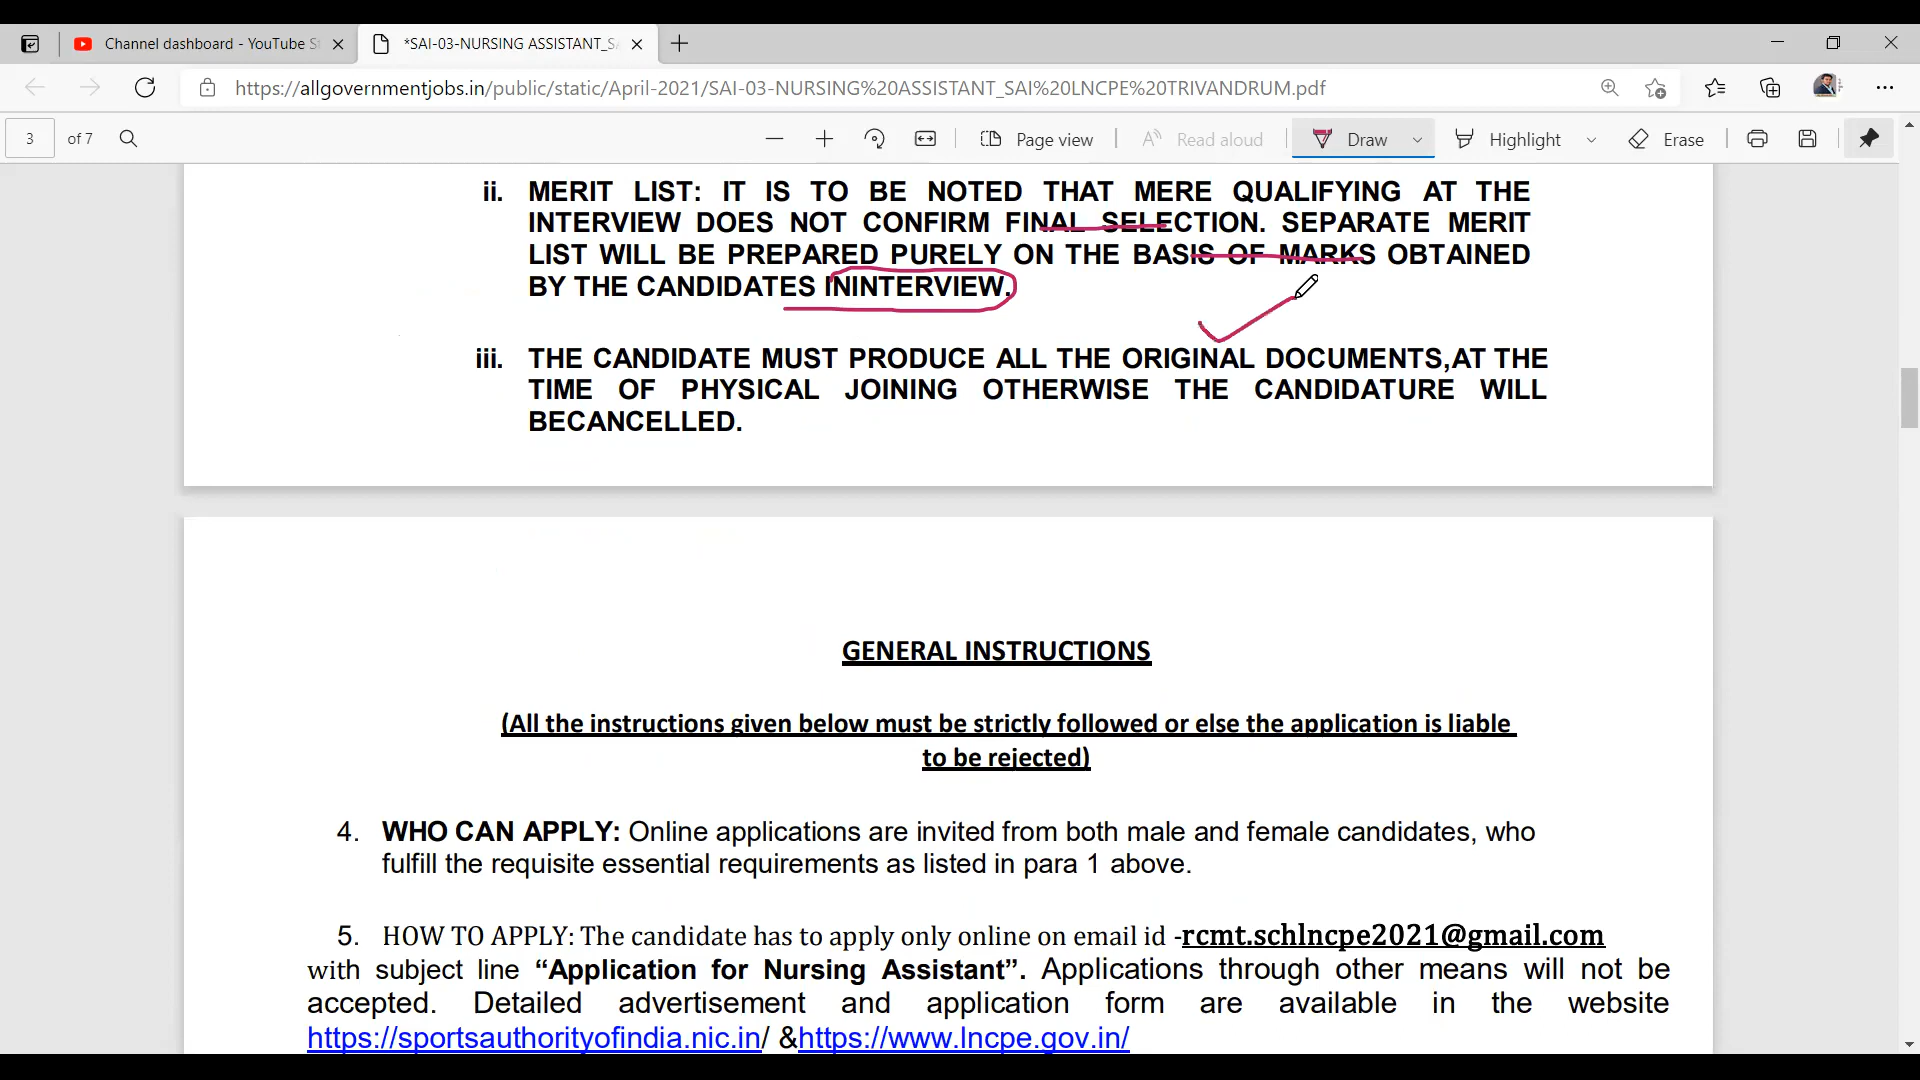 Channel dashboard - YouTube S
*SAI-03-NURSING ASSISTANT_S
https://allgovernmentjobs.in/public/static/April-2021/SAI-03-NURSING%20ASSISTANT_SAI%20LNCPE%20TRIVANDRUM.pdf
3 of 7 Page view Read aloud Draw Highlight Erase
ii. MERIT LIST: IT IS TO BE NOTED THAT MERE QUALIFYING AT THE
INTERVIEW DOES NOT CONFIRM FINAL SELECTION. SEPARATE MERIT
LIST WILL BE PREPARED PURELY ON THE BASIS OF MARKS OBTAINED
BY THE CANDIDATES ININTERVIEW.
iii. THE CANDIDATE MUST PRODUCE ALL THE ORIGINAL DOCUMENTS,AT THE
TIME OF PHYSICAL JOINING OTHERWISE THE CANDIDATURE WILL
BECANCELLED.
GENERAL INSTRUCTIONS
(All the instructions given below must be strictly followed or else the application is liable
to be rejected)
4. WHO CAN APPLY: Online applications are invited from both male and female candidates, who
fulfill the requisite essential requirements as listed in para 1 above.
5. HOW TO APPLY: The candidate has to apply only online on email id -rcmt.schlncpe2021@gmail.com
with subject line “Application for Nursing Assistant”. Applications through other means will not be
accepted. Detailed advertisement and application form are available in the website
https://sportsauthorityofindia.nic.in/ &https://www.lncpe.gov.in/